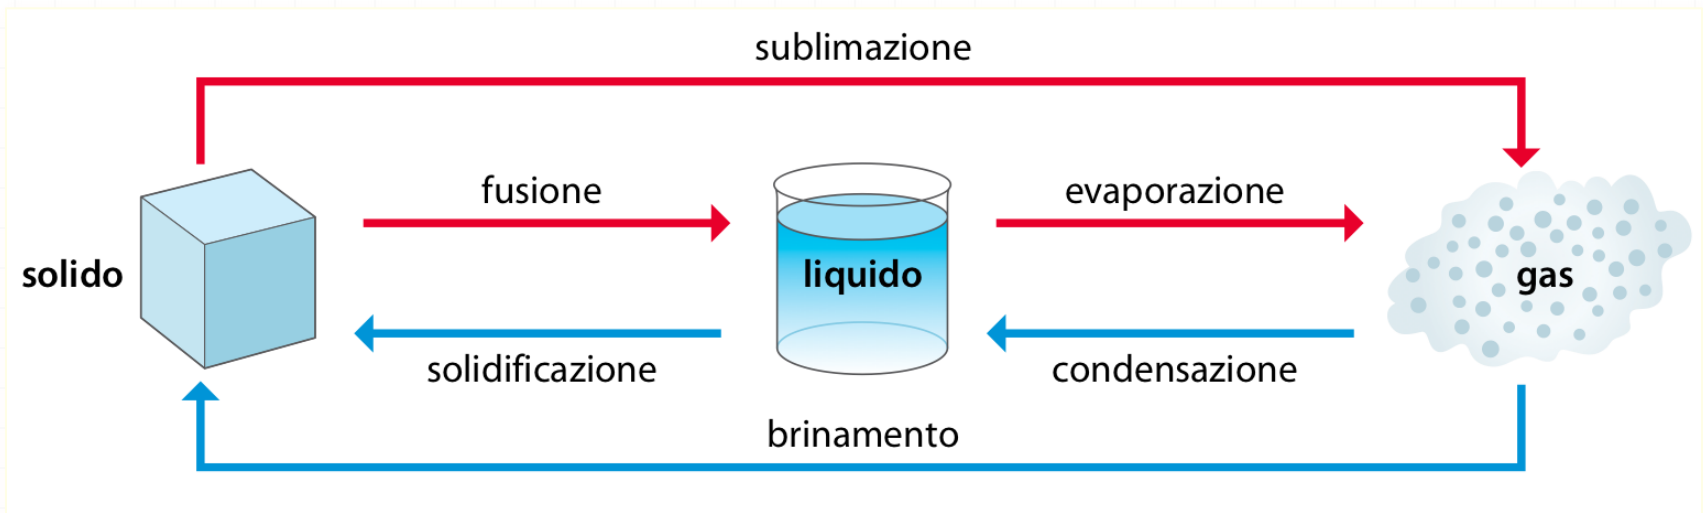 sublimazione
fusione
evaporazione
solido
liquido
gas
solidificazione
condensazione
brinamento